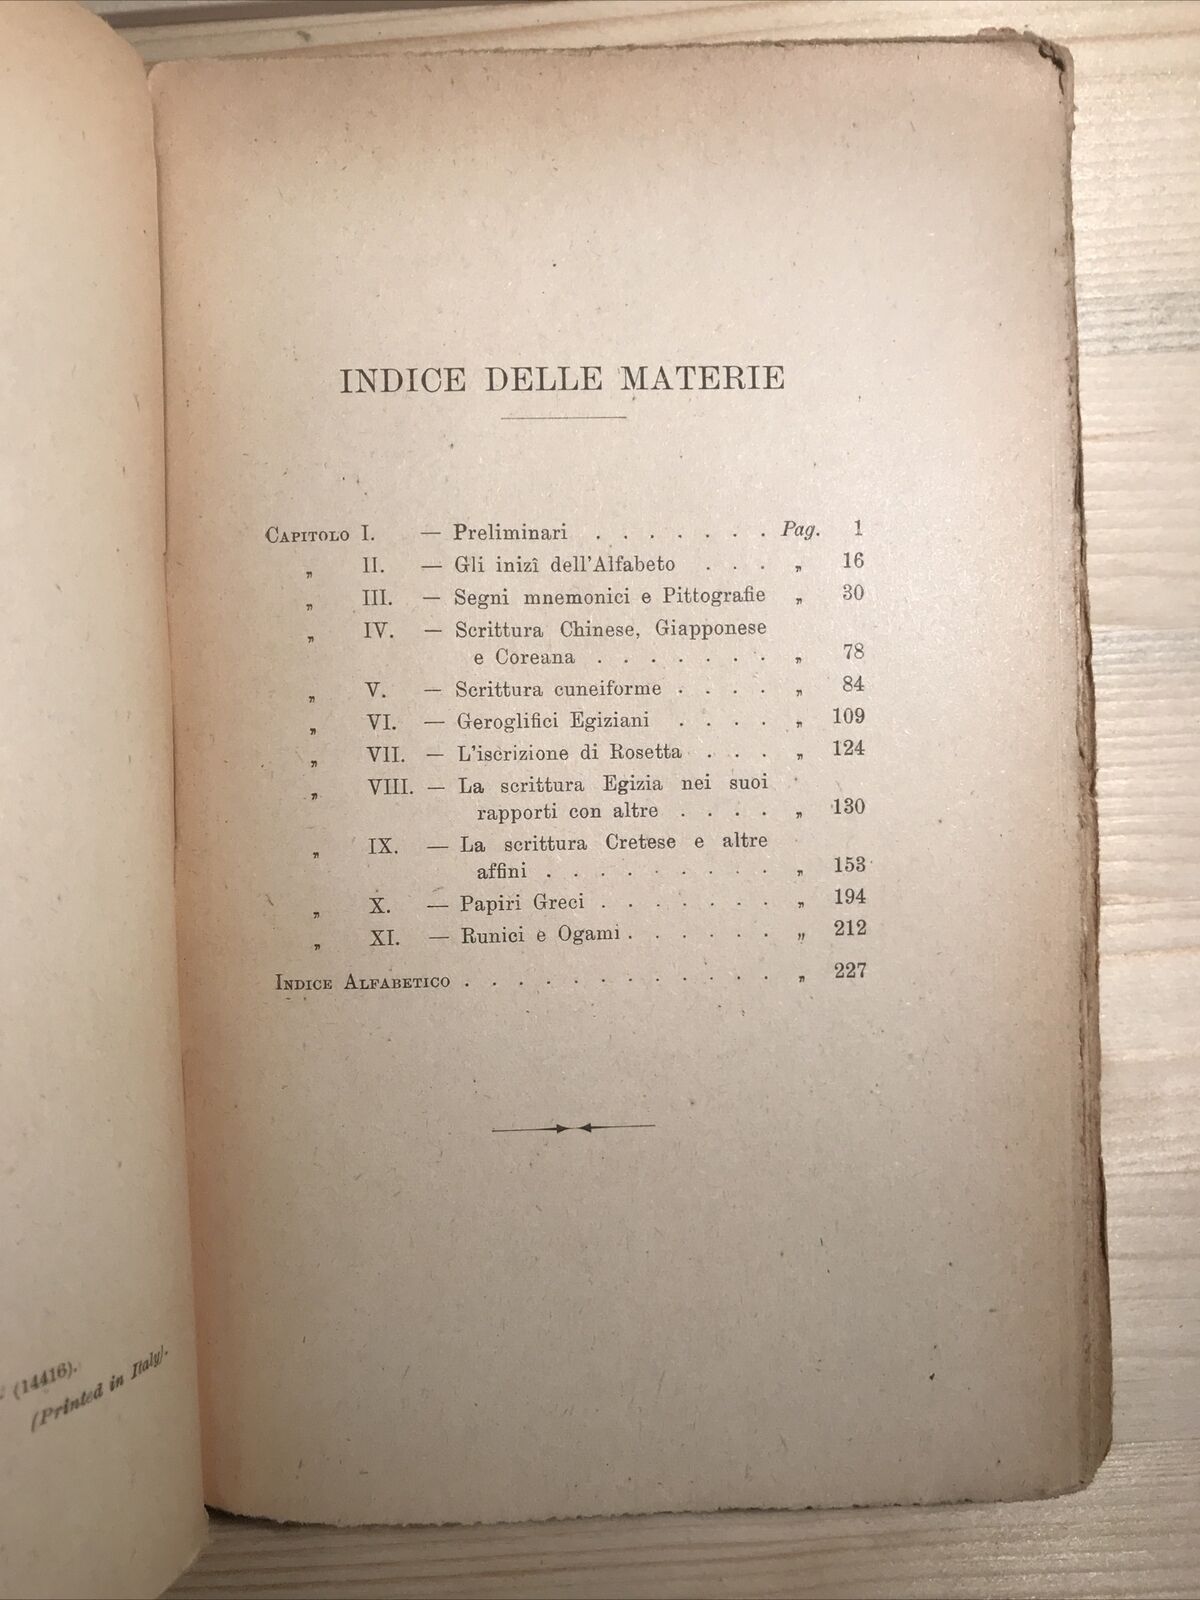 (14416).
(Printed in Italy).
INDICE DELLE MATERIE
CAPITOLO I. — Preliminari . . . . . . . Pag. 1
„ II. — Gli inizî dell'Alfabeto . . . „ 16
„ III. — Segni mnemonici e Pittografie „ 30
„ IV. — Scrittura Chinese, Giapponese
e Coreana . . . . . . . „ 78
„ V. — Scrittura cuneiforme . . . . „ 84
„ VI. — Geroglifici Egiziani . . . . „ 109
„ VII. — L'iscrizione di Rosetta . . . „ 124
„ VIII. — La scrittura Egizia nei suoi
rapporti con altre . . . . „ 130
„ IX. — La scrittura Cretese e altre
affini . . . . . . . . . „ 153
„ X. — Papiri Greci . . . . . . . „ 194
„ XI. — Runici e Ogami . . . . . . „ 212
INDICE ALFABETICO . . . . . . . . . . . . „ 227